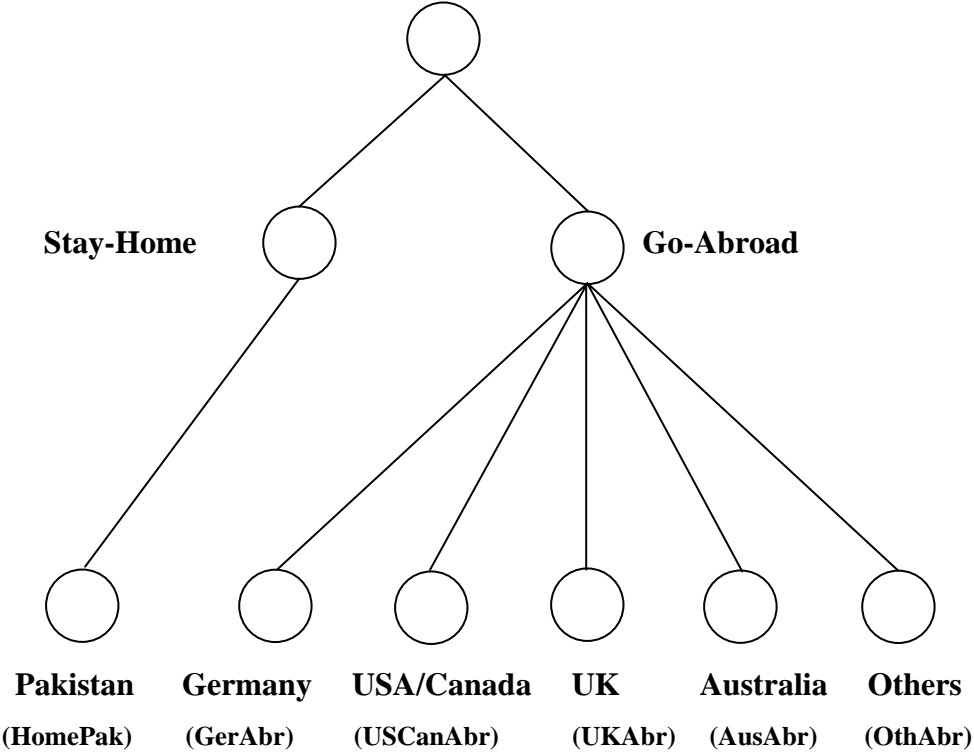 Stay-Home Go-Abroad
Pakistan Germany USA/Canada UK Australia Others
(HomePak) (GerAbr) (USCanAbr) (UKAbr) (AusAbr) (OthAbr)